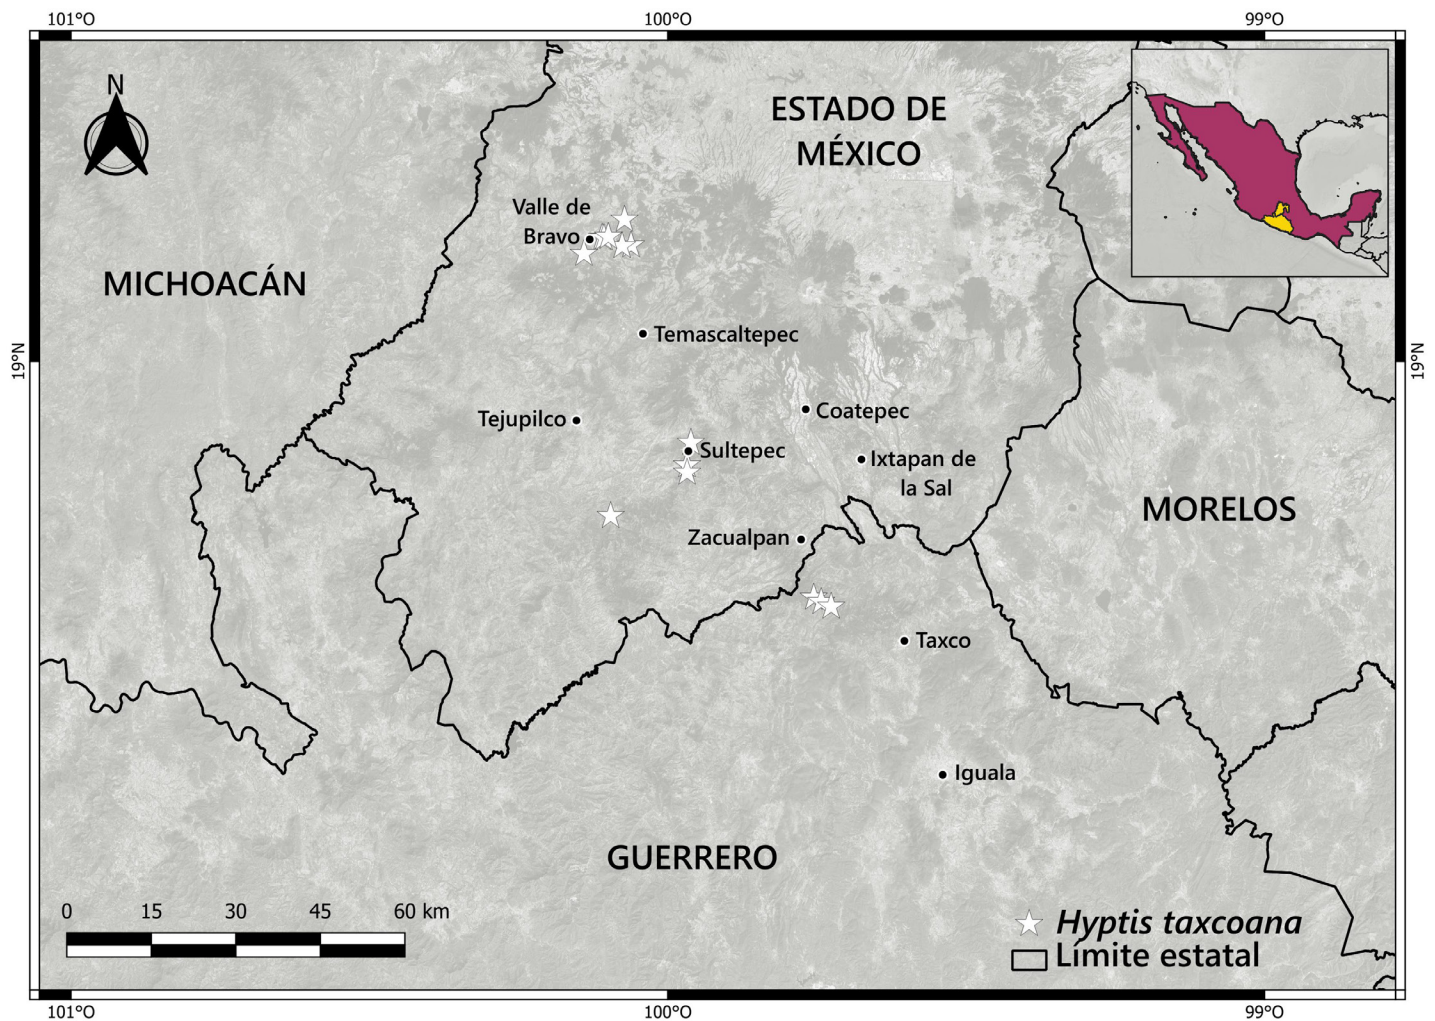 101°O
100°O
99°O
N
ESTADO DE
MÉXICO
Valle de
Bravo
MICHOACÁN
Temascaltepec
19°N
19°N
Coatepec
Tejupilco
Sultepec
Ixtapan de
la Sal
MORELOS
Zacualpan
Taxco
Iguala
GUERRERO
0 15 30 45 60 km
Hyptis taxcoana
Límite estatal
101°O
100°O
99°O